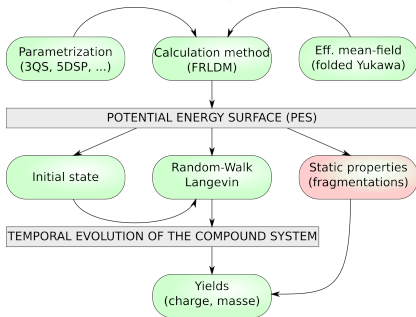 Parametrization
(3QS, 5DSP, ...)
Calculation method
(FRLDM)
Eff. mean-field
(folded Yukawa)
POTENTIAL ENERGY SURFACE (PES)
Initial state
Random-Walk
Langevin
Static properties
(fragmentations)
TEMPORAL EVOLUTION OF THE COMPOUND SYSTEM
Yields
(charge, masse)